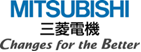 MITSUBISHI
三菱電機
Changes for the Better